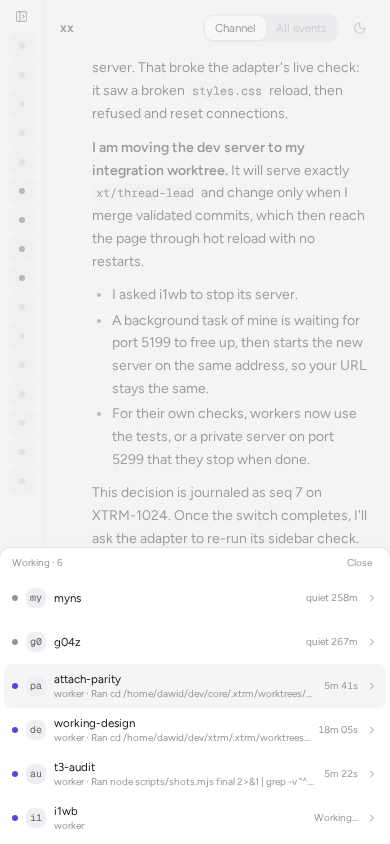 xx
Channel
All events
server. That broke the adapter's live check:
it saw a broken styles.css reload, then
refused and reset connections.
I am moving the dev server to my
integration worktree. It will serve exactly
xt/thread-lead and change only when I
merge validated commits, which then reach
the page through hot reload with no
restarts.
• I asked i1wb to stop its server.
• A background task of mine is waiting for
port 5199 to free up, then starts the new
server on the same address, so your URL
stays the same.
• For their own checks, workers now use
the tests, or a private server on port
5299 that they stop when done.
This decision is journaled as seq 7 on
XTRM-1024. Once the switch completes, I'll
ask the adapter to re-run its sidebar check.
Working · 6
Close
my myns quiet 258m
g0 g04z quiet 267m
pa attach-parity 5m 41s
worker · Ran cd /home/dawid/dev/core/.xtrm/worktrees/...
de working-design 18m 05s
worker · Ran cd /home/dawid/dev/xtrm/.xtrm/worktrees...
au t3-audit 5m 22s
worker · Ran node scripts/shots.mjs final 2>&1 | grep -v "^...
i1 i1wb Working...
worker